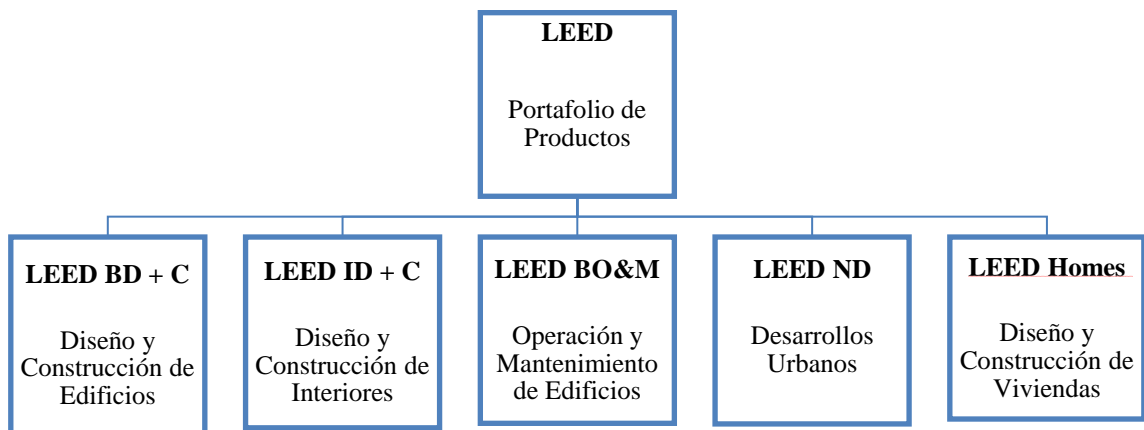 LEED
Portafolio de
Productos
LEED BD + C
Diseño y
Construcción de
Edificios
LEED ID + C
Diseño y
Construcción de
Interiores
LEED BO&M
Operación y
Mantenimiento
de Edificios
LEED ND
Desarrollos
Urbanos
LEED Homes
Diseño y
Construcción de
Viviendas